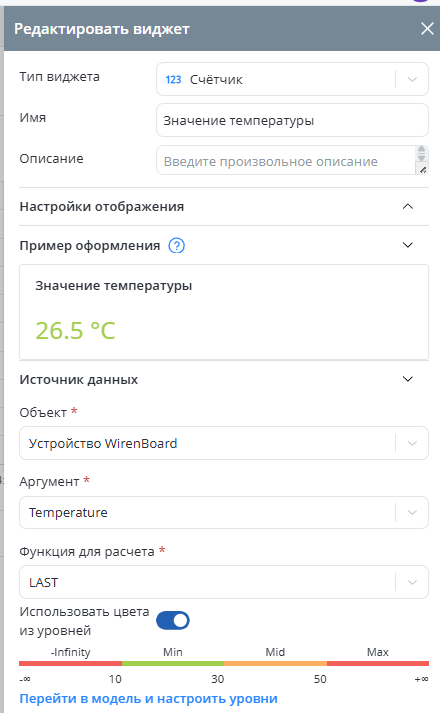 Редактировать виджет
Тип виджета
123 Счётчик
Имя
Значение температуры
Описание
Введите произвольное описание
Настройки отображения
Пример оформления ?
Значение температуры
26.5 °C
Источник данных
Объект *
Устройство WirenBoard
Аргумент *
Temperature
Функция для расчета *
LAST
Использовать цвета
из уровней
-Infinity Min Mid Max
-∞ 10 30 50 +∞
Перейти в модель и настроить уровни